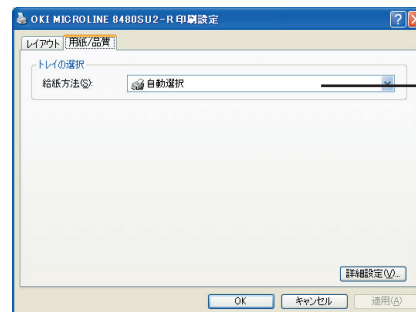 OKI MICROLINE 8480SU2-R 印刷設定
レイアウト 用紙/品質
トレイの選択
給紙方法(S): 自動選択
詳細設定(V)...
OK キャンセル 適用(A)